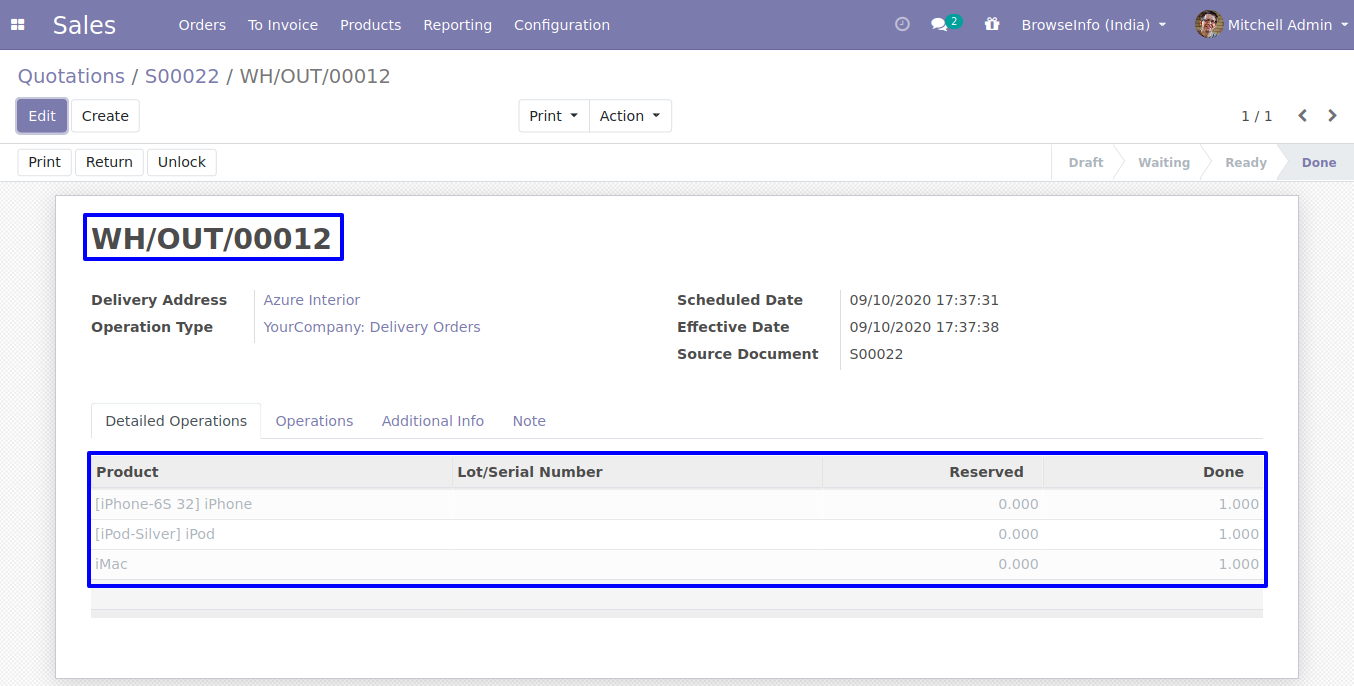 Sales Orders To Invoice Products Reporting Configuration 2 BrowseInfo (India) Mitchell Admin
Quotations / S00022 / WH/OUT/00012
Edit Create Print Action 1 / 1
Print Return Unlock Draft Waiting Ready Done
WH/OUT/00012
Delivery Address Azure Interior Scheduled Date 09/10/2020 17:37:31
Operation Type YourCompany: Delivery Orders Effective Date 09/10/2020 17:37:38
Source Document S00022
Detailed Operations Operations Additional Info Note
Product Lot/Serial Number Reserved Done
[iPhone-6S 32] iPhone 0.000 1.000
[iPod-Silver] iPod 0.000 1.000
iMac 0.000 1.000